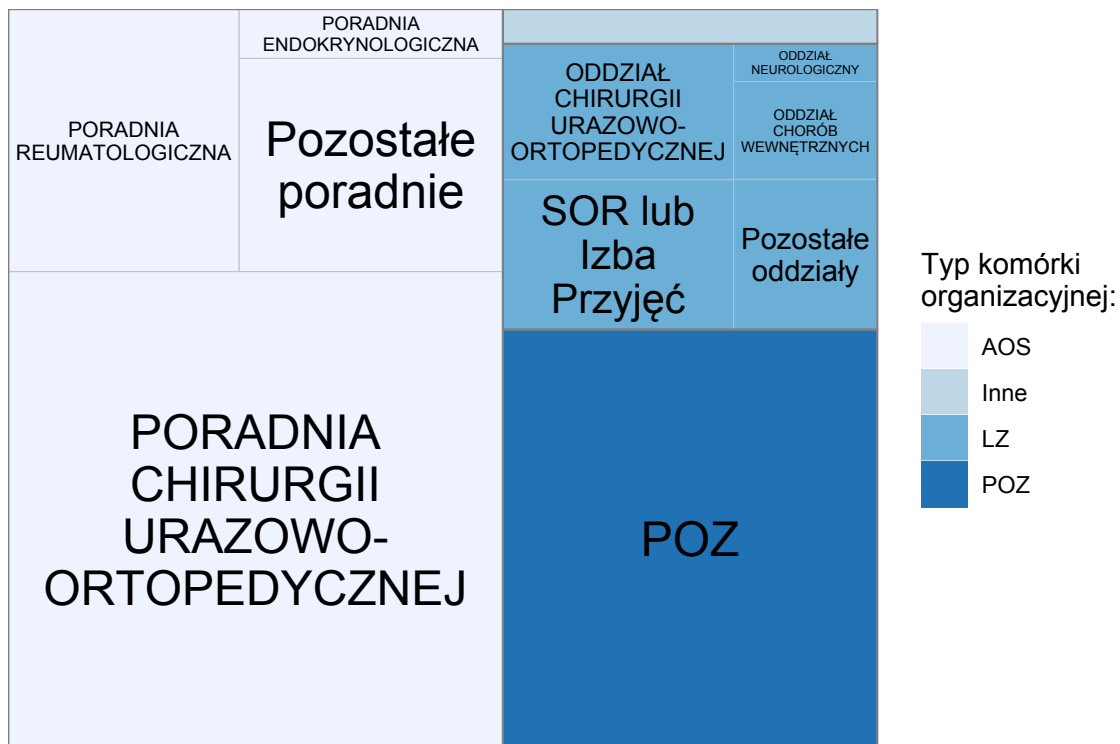 PORADNIA
REUMATOLOGICZNA
PORADNIA
ENDOKRYNOLOGICZNA
Pozostałe
poradnie
PORADNIA
CHIRURGII
URAZOWO-
ORTOPEDYCZNEJ
ODDZIAŁ
CHIRURGII
URAZOWO-
ORTOPEDYCZNEJ
ODDZIAŁ
NEUROLOGICZNY
ODDZIAŁ
CHORÓB
WEWNĘTRZNYCH
SOR lub
Izba
Przyjęć
Pozostałe
oddziały
POZ
Typ komórki
organizacyjnej:
AOS
Inne
LZ
POZ